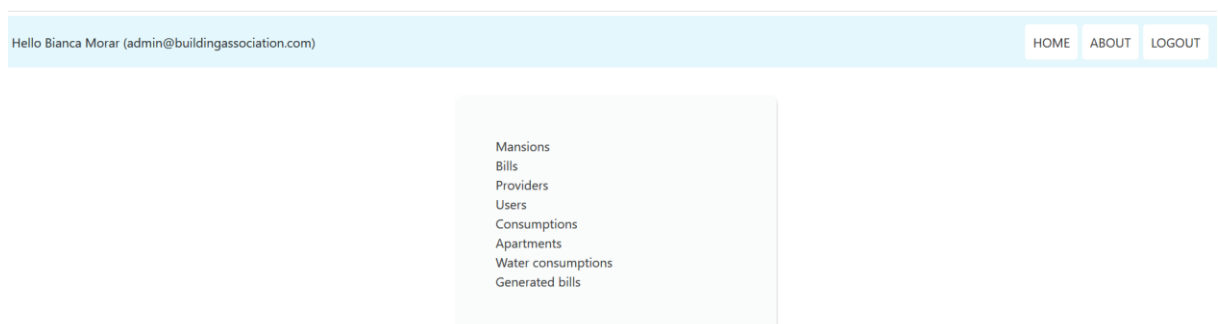 Hello Bianca Morar (admin@buildingassociation.com)
HOME ABOUT LOGOUT
Mansions
Bills
Providers
Users
Consumptions
Apartments
Water consumptions
Generated bills